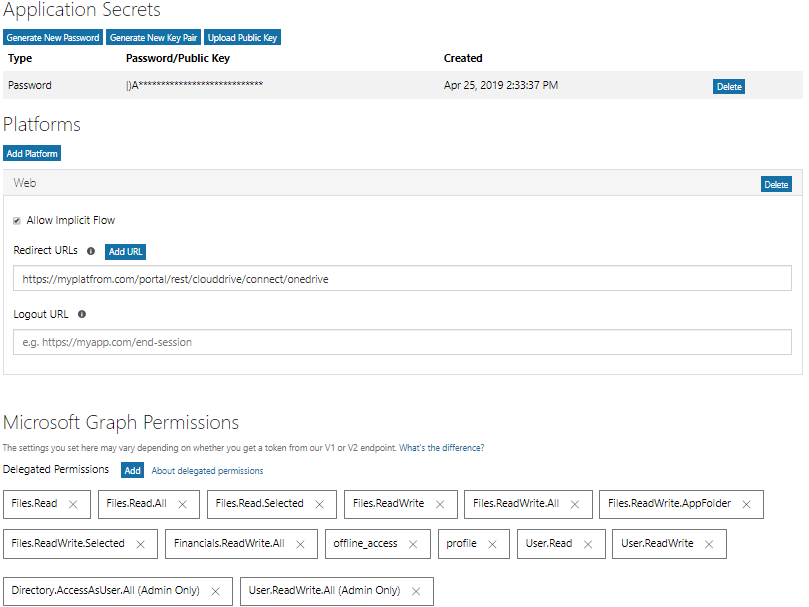 Application Secrets
Generate New Password Generate New Key Pair Upload Public Key
Type Password/Public Key Created
Password |)A**************************** Apr 25, 2019 2:33:37 PM Delete
Platforms
Add Platform
Web Delete
Allow Implicit Flow
Redirect URLs Add URL
https://myplatfrom.com/portal/rest/clouddrive/connect/onedrive
Logout URL
e.g. https://myapp.com/end-session
Microsoft Graph Permissions
The settings you set here may vary depending on whether you get a token from our V1 or V2 endpoint. What's the difference?
Delegated Permissions Add About delegated permissions
Files.Read Files.Read.All Files.Read.Selected Files.ReadWrite Files.ReadWrite.All Files.ReadWrite.AppFolder
Files.ReadWrite.Selected Financials.ReadWrite.All offline_access profile User.Read User.ReadWrite
Directory.AccessAsUser.All (Admin Only) User.ReadWrite.All (Admin Only)